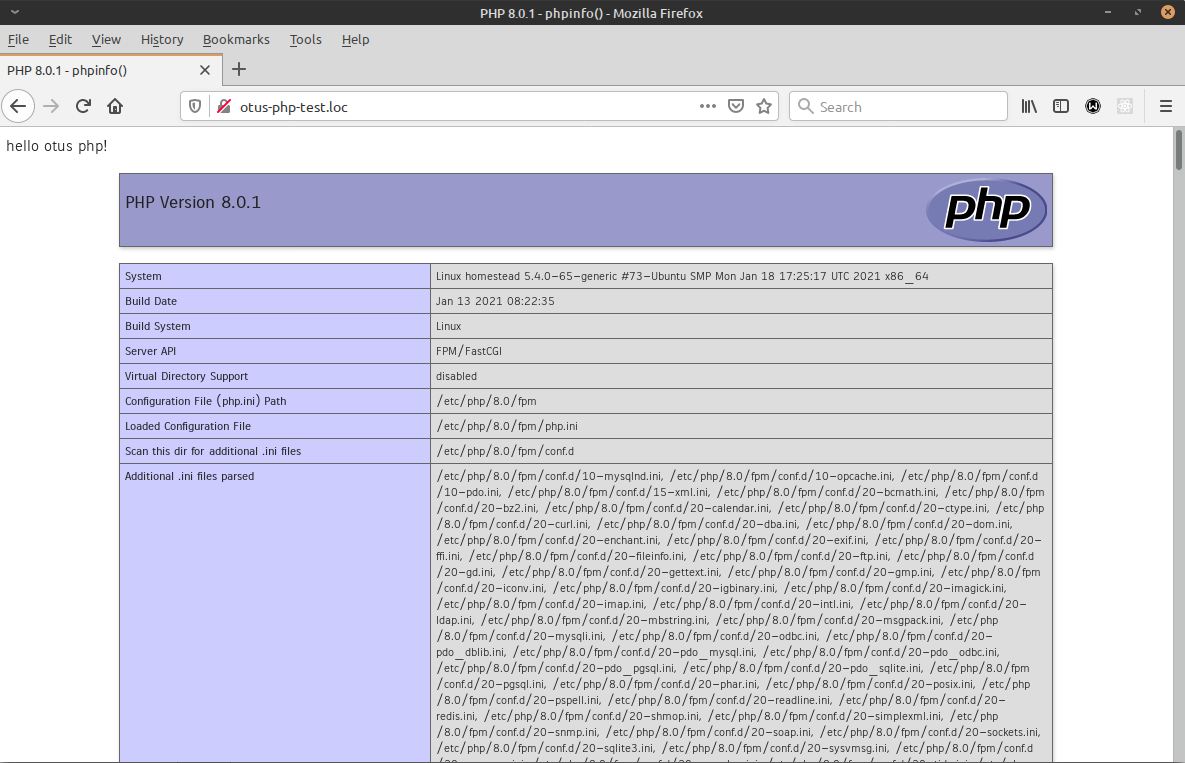 PHP 8.0.1 - phpinfo() - Mozilla Firefox
File Edit View History Bookmarks Tools Help
PHP 8.0.1 - phpinfo()
otus-php-test.loc
Search
hello otus php!
PHP Version 8.0.1
php
System Linux homestead 5.4.0-65-generic #73-Ubuntu SMP Mon Jan 18 17:25:17 UTC 2021 x86_64
Build Date Jan 13 2021 08:22:35
Build System Linux
Server API FPM/FastCGI
Virtual Directory Support disabled
Configuration File (php.ini) Path /etc/php/8.0/fpm
Loaded Configuration File /etc/php/8.0/fpm/php.ini
Scan this dir for additional .ini files /etc/php/8.0/fpm/conf.d
Additional .ini files parsed /etc/php/8.0/fpm/conf.d/10-mysqlnd.ini, /etc/php/8.0/fpm/conf.d/10-opcache.ini, /etc/php/8.0/fpm/conf.d
/10-pdo.ini, /etc/php/8.0/fpm/conf.d/15-xml.ini, /etc/php/8.0/fpm/conf.d/20-bcmath.ini, /etc/php/8.0/fpm
/conf.d/20-bz2.ini, /etc/php/8.0/fpm/conf.d/20-calendar.ini, /etc/php/8.0/fpm/conf.d/20-ctype.ini, /etc/php
/8.0/fpm/conf.d/20-curl.ini, /etc/php/8.0/fpm/conf.d/20-dba.ini, /etc/php/8.0/fpm/conf.d/20-dom.ini,
/etc/php/8.0/fpm/conf.d/20-enchant.ini, /etc/php/8.0/fpm/conf.d/20-exif.ini, /etc/php/8.0/fpm/conf.d/20-
ffi.ini, /etc/php/8.0/fpm/conf.d/20-fileinfo.ini, /etc/php/8.0/fpm/conf.d/20-ftp.ini, /etc/php/8.0/fpm/conf.d
/20-gd.ini, /etc/php/8.0/fpm/conf.d/20-gettext.ini, /etc/php/8.0/fpm/conf.d/20-gmp.ini, /etc/php/8.0/fpm
/conf.d/20-iconv.ini, /etc/php/8.0/fpm/conf.d/20-igbinary.ini, /etc/php/8.0/fpm/conf.d/20-imagick.ini,
/etc/php/8.0/fpm/conf.d/20-imap.ini, /etc/php/8.0/fpm/conf.d/20-intl.ini, /etc/php/8.0/fpm/conf.d/20-
ldap.ini, /etc/php/8.0/fpm/conf.d/20-mbstring.ini, /etc/php/8.0/fpm/conf.d/20-msgpack.ini, /etc/php
/8.0/fpm/conf.d/20-mysqli.ini, /etc/php/8.0/fpm/conf.d/20-odbc.ini, /etc/php/8.0/fpm/conf.d/20-
pdo_dblib.ini, /etc/php/8.0/fpm/conf.d/20-pdo_mysql.ini, /etc/php/8.0/fpm/conf.d/20-pdo_odbc.ini,
/etc/php/8.0/fpm/conf.d/20-pdo_pgsql.ini, /etc/php/8.0/fpm/conf.d/20-pdo_sqlite.ini, /etc/php/8.0/fpm
/conf.d/20-pgsql.ini, /etc/php/8.0/fpm/conf.d/20-phar.ini, /etc/php/8.0/fpm/conf.d/20-posix.ini, /etc/php
/8.0/fpm/conf.d/20-pspell.ini, /etc/php/8.0/fpm/conf.d/20-readline.ini, /etc/php/8.0/fpm/conf.d/20-
redis.ini, /etc/php/8.0/fpm/conf.d/20-shmop.ini, /etc/php/8.0/fpm/conf.d/20-simplexml.ini, /etc/php
/8.0/fpm/conf.d/20-snmp.ini, /etc/php/8.0/fpm/conf.d/20-soap.ini, /etc/php/8.0/fpm/conf.d/20-sockets.ini,
/etc/php/8.0/fpm/conf.d/20-sqlite3.ini, /etc/php/8.0/fpm/conf.d/20-sysvmsg.ini, /etc/php/8.0/fpm/conf.d